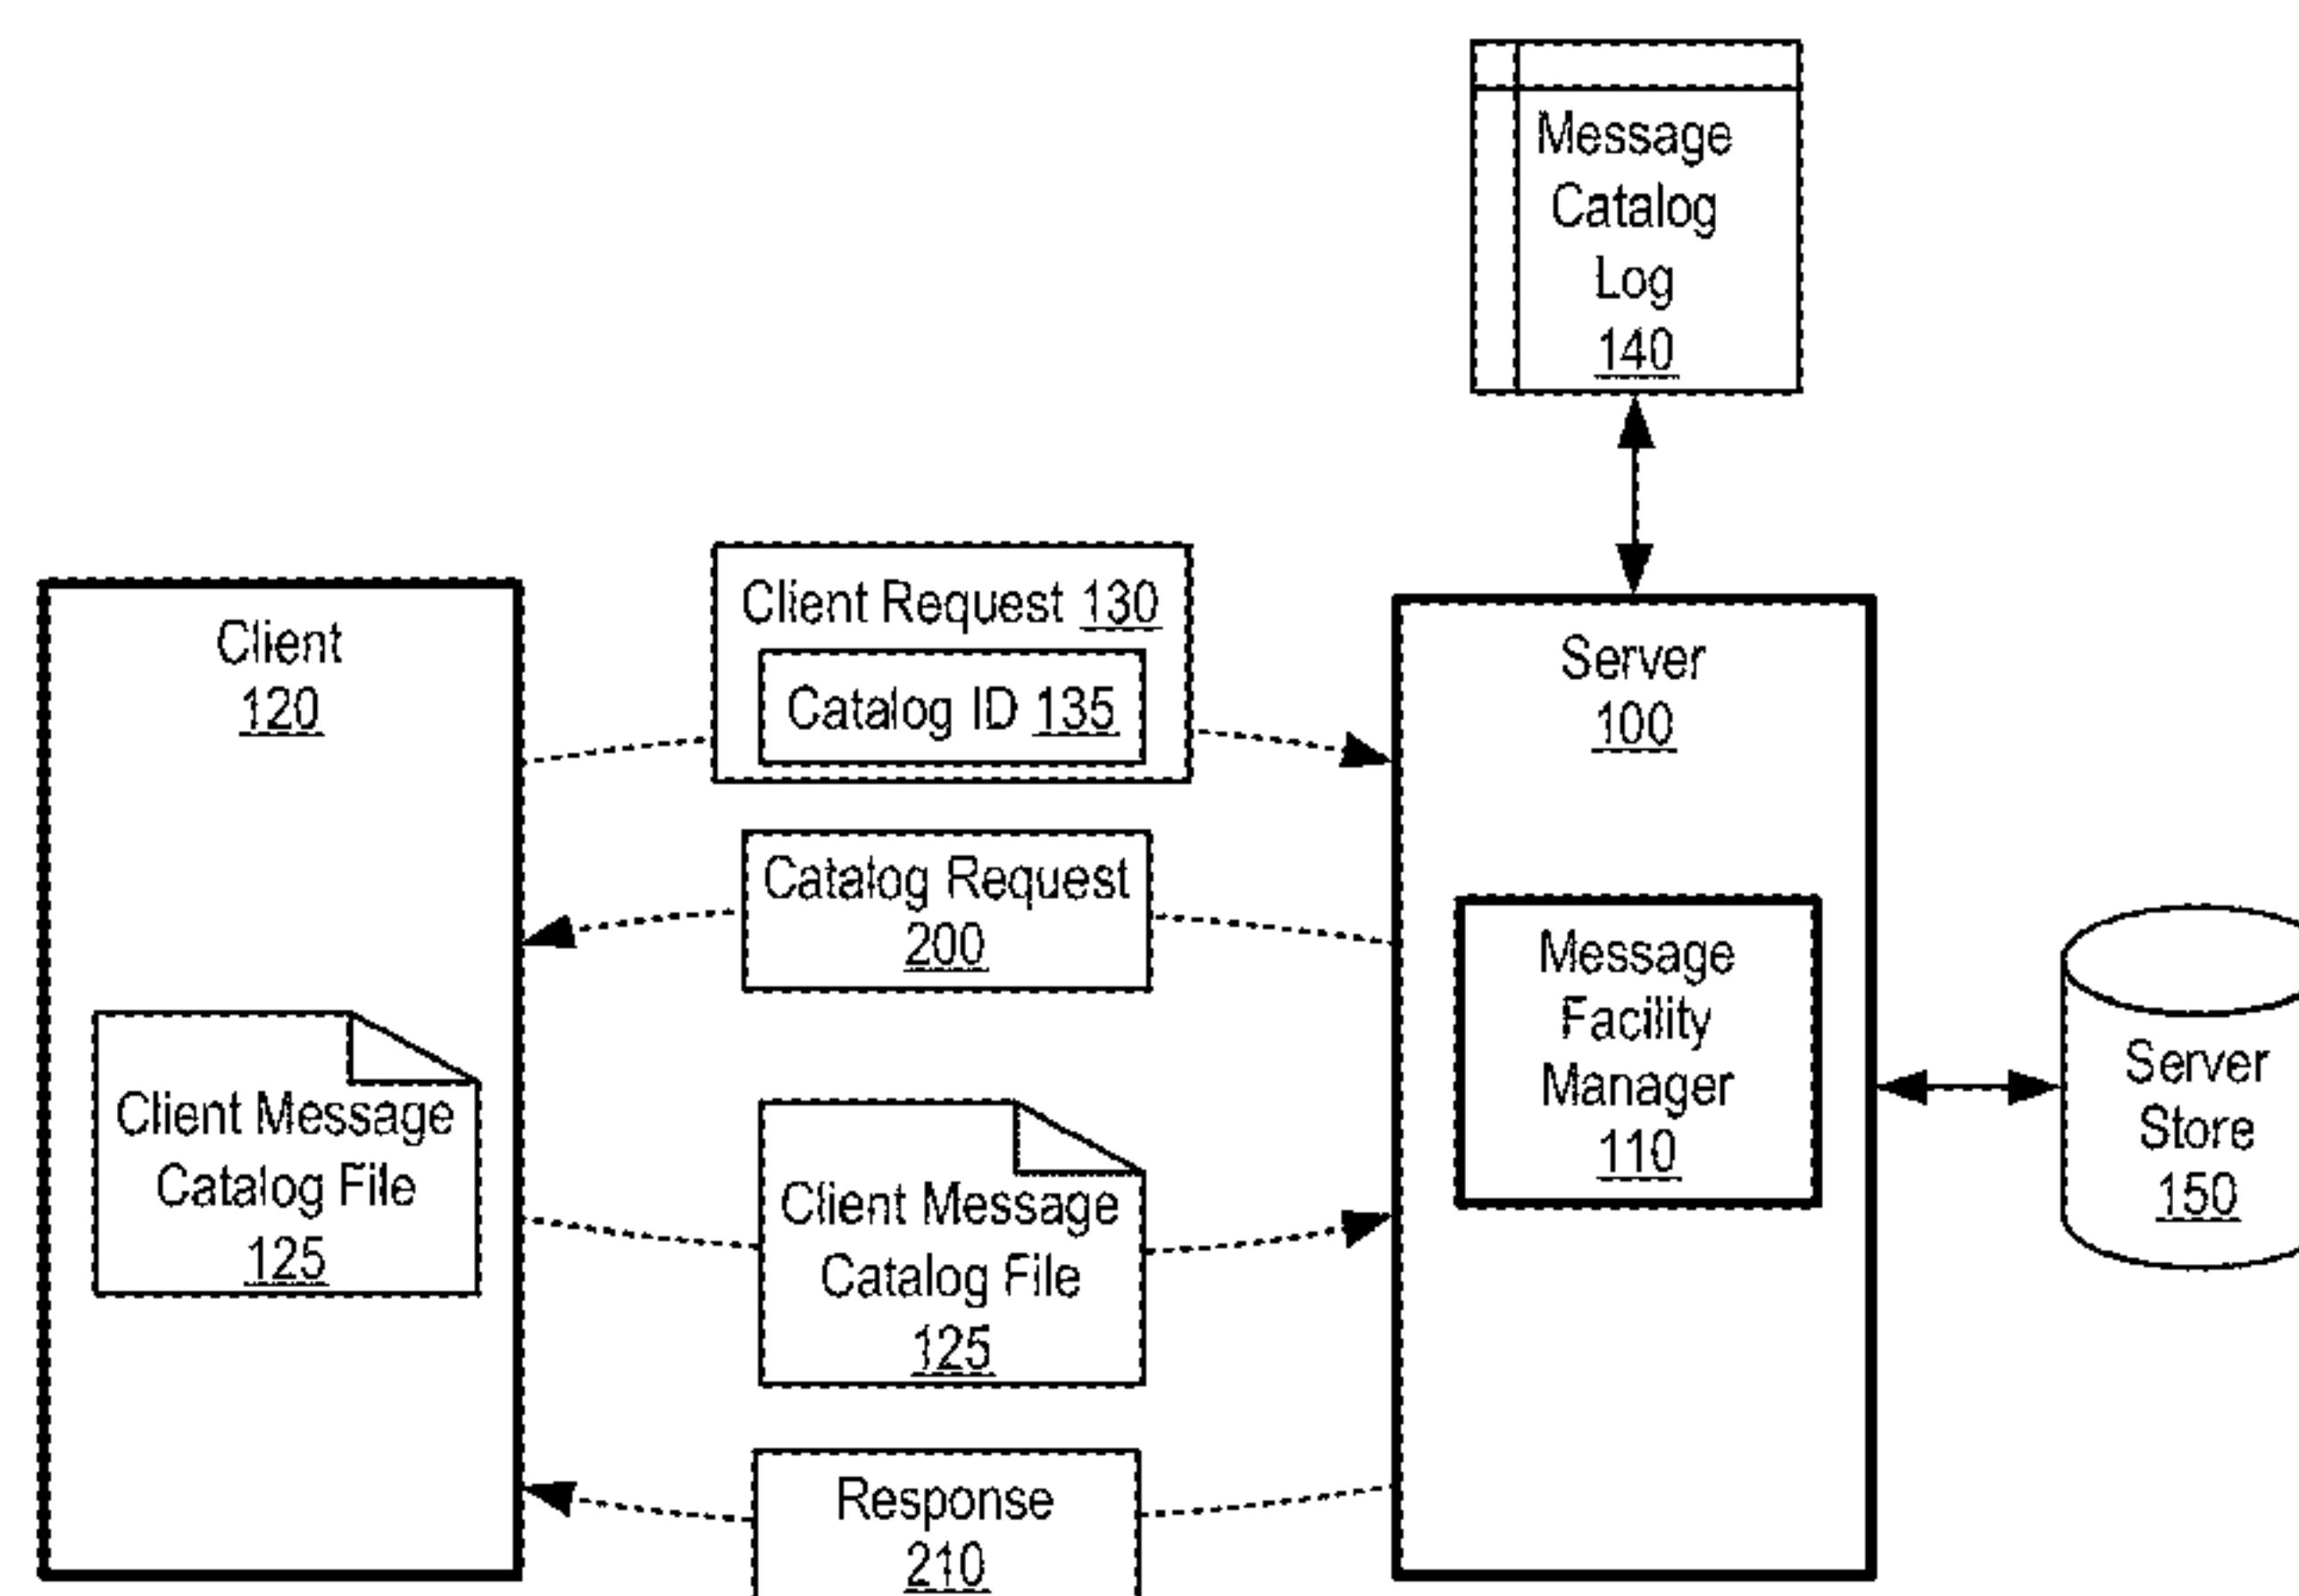 Message
Catalog
Log
140
Client
120
Client Request 130
Catalog ID 135
Server
100
Catalog Request
200
Message
Facility
Manager
110
Server
Store
150
Client Message
Catalog File
125
Client Message
Catalog File
125
Response
210